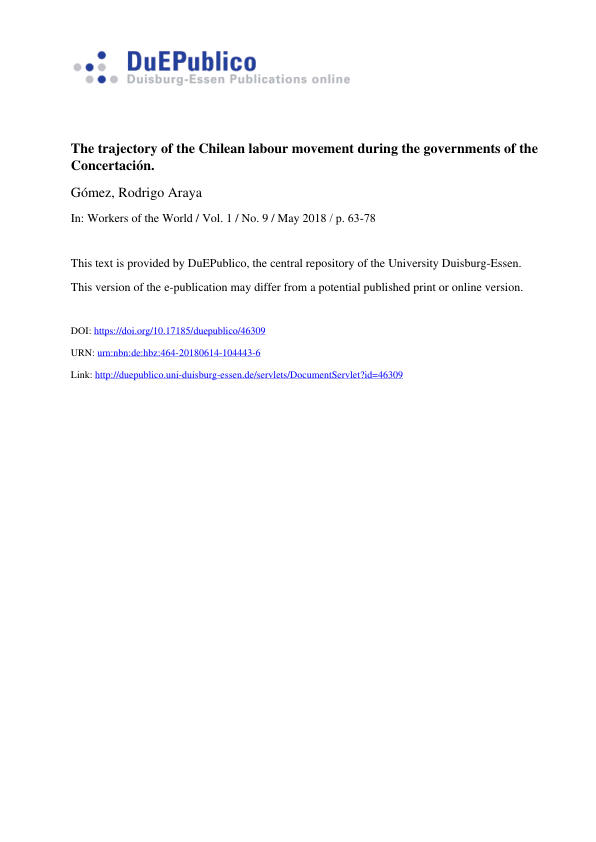 DuEPublico
Duisburg-Essen Publications online
The trajectory of the Chilean labour movement during the governments of the
Concertación.
Gómez, Rodrigo Araya
In: Workers of the World / Vol. 1 / No. 9 / May 2018 / p. 63-78
This text is provided by DuEPublico, the central repository of the University Duisburg-Essen.
This version of the e-publication may differ from a potential published print or online version.
DOI: https://doi.org/10.17185/duepublico/46309
URN: urn:nbn:de:hbz:464-20180614-104443-6
Link: http://duepublico.uni-duisburg-essen.de/servlets/DocumentServlet?id=46309